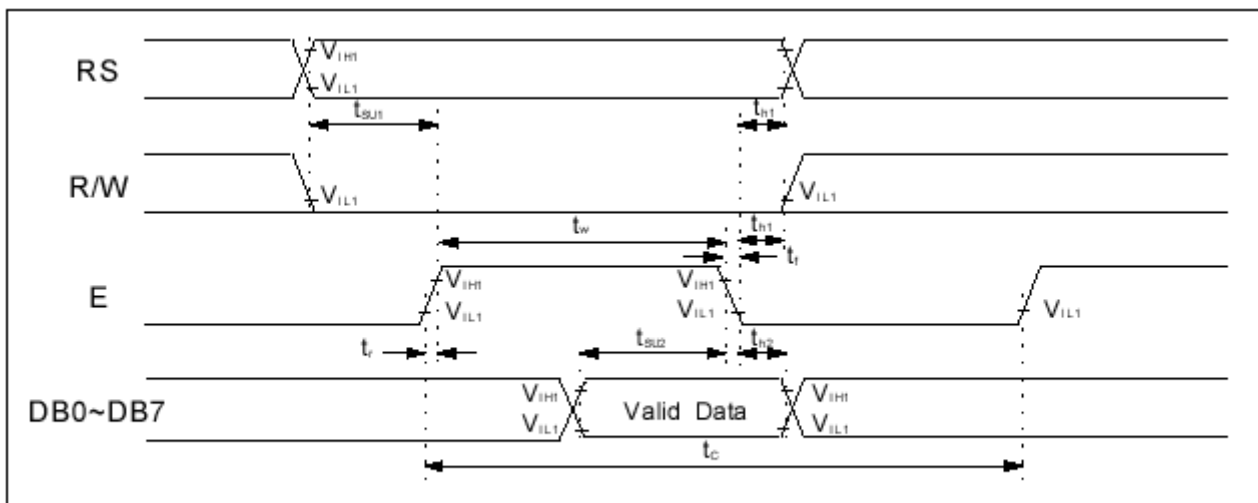 RS
VIH1
VIL1
tSU1
th1
R/W
VIL1
VIL1
tw
th1
tf
E
VIH1
VIL1
VIH1
VIL1
VIL1
tr
tSU2
th2
DB0~DB7
VIH1
VIL1
Valid Data
VIH1
VIL1
tC